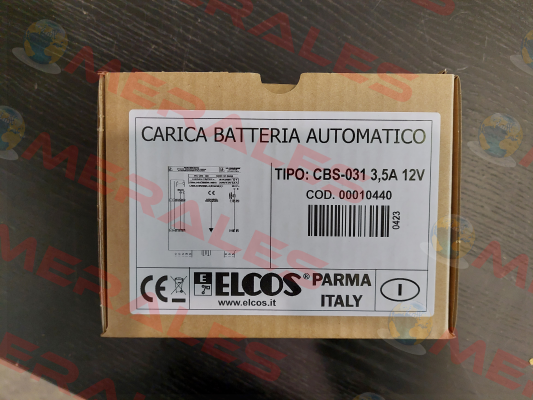 CARICA BATTERIA AUTOMATICO
TIPO: CBS-031 3,5A 12V
COD. 00010440
0423
CE
E
ELCOS® PARMA
www.elcos.it
ITALY
I
MERALES